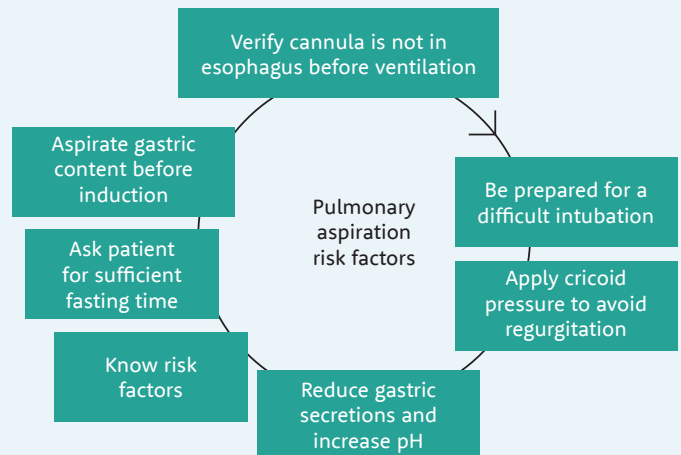 Verify cannula is not in
esophagus before ventilation
Be prepared for a
difficult intubation
Apply cricoid
pressure to avoid
regurgitation
Reduce gastric
secretions and
increase pH
Know risk
factors
Ask patient
for sufficient
fasting time
Aspirate gastric
content before
induction
Pulmonary
aspiration
risk factors